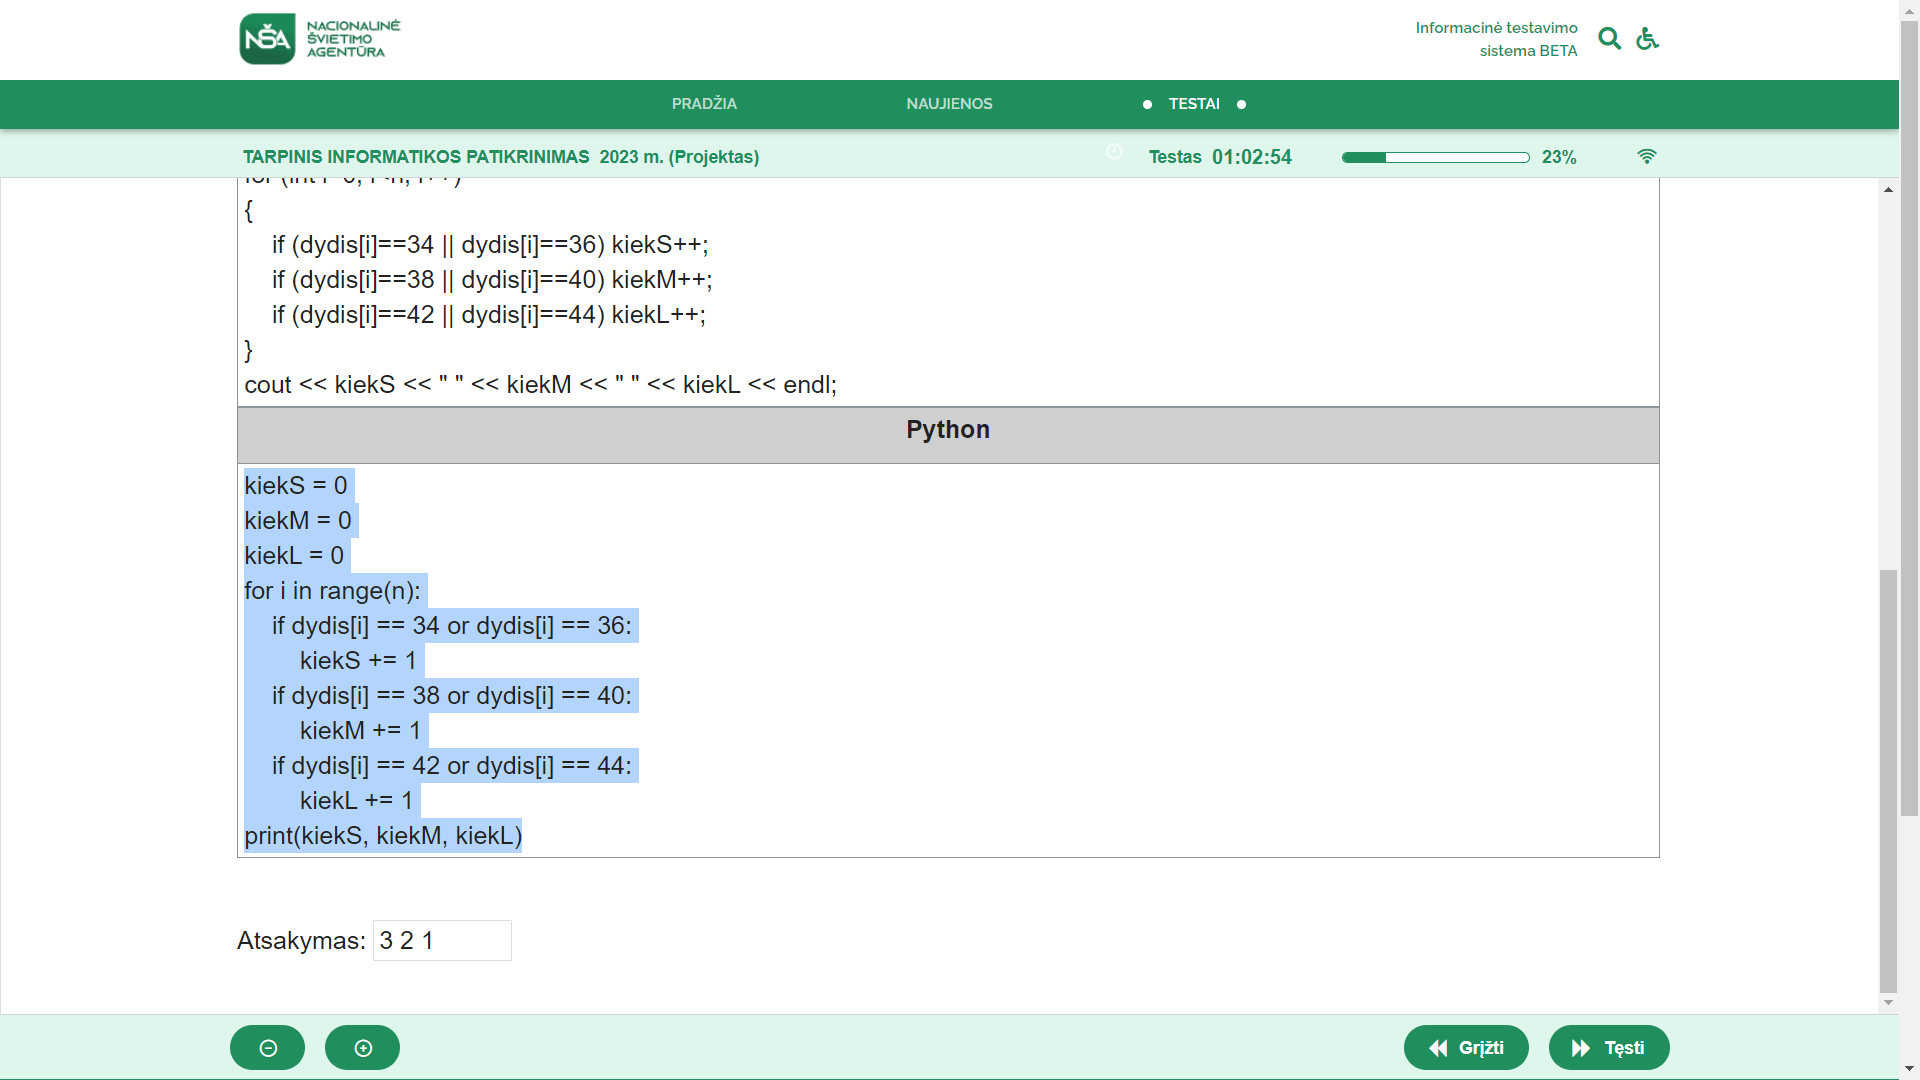 NŠA NACIONALINĖ
ŠVIETIMO
AGENTŪRA
Informacinė testavimo
sistema BETA
PRADŽIA
NAUJIENOS
TESTAI
TARPINIS INFORMATIKOS PATIKRINIMAS 2023 m. (Projektas)
Testas 01:02:54
23%
{
if (dydis[i]==34 || dydis[i]==36) kiekS++;
if (dydis[i]==38 || dydis[i]==40) kiekM++;
if (dydis[i]==42 || dydis[i]==44) kiekL++;
}
cout << kiekS << " " << kiekM << " " << kiekL << endl;
Python
kiekS = 0
kiekM = 0
kiekL = 0
for i in range(n):
if dydis[i] == 34 or dydis[i] == 36:
kiekS += 1
if dydis[i] == 38 or dydis[i] == 40:
kiekM += 1
if dydis[i] == 42 or dydis[i] == 44:
kiekL += 1
print(kiekS, kiekM, kiekL)
Atsakymas: 3 2 1
Grįžti
Tęsti